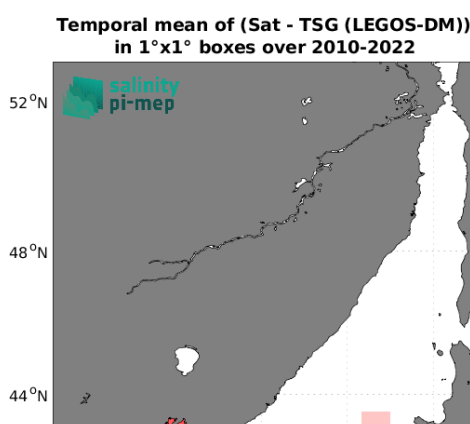 Temporal mean of (Sat - TSG (LEGOS-DM))
in 1°x1° boxes over 2010-2022
salinity
pi-mep
52°N
48°N
44°N